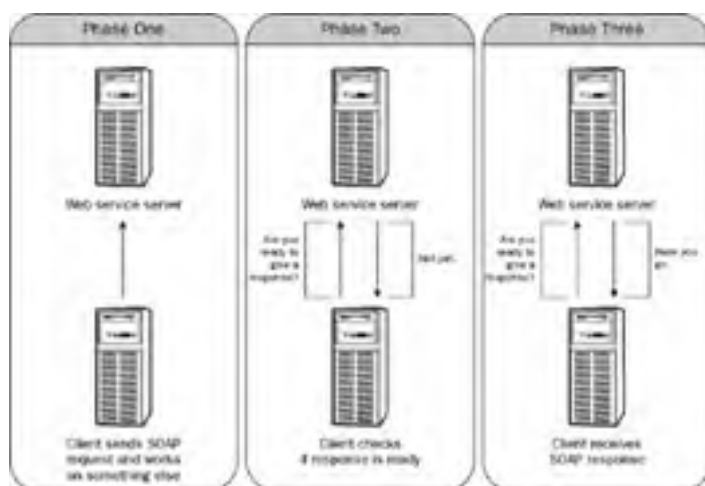 Phase One
Web service server
Client sends SOAP
request and works
on something else
Phase Two
Web service server
Are you
ready to
give a
response?
Not yet.
Client checks
if response is ready
Phase Three
Web service server
Are you
ready to
give a
response?
Here you
go.
Client receives
SOAP response